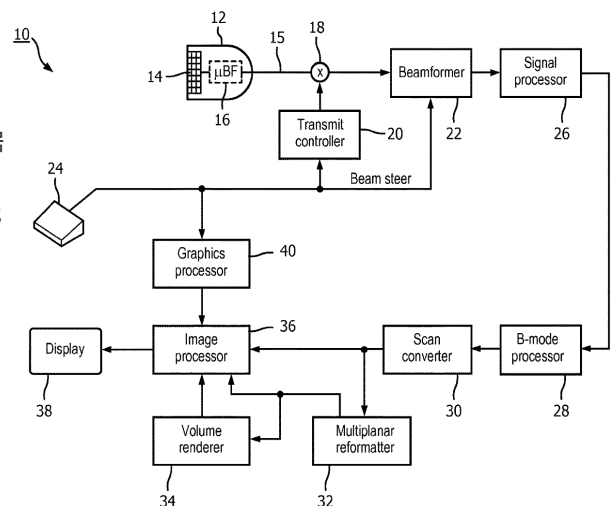 10
12
14
μBF
16
15
18
X
Beamformer
22
Signal
processor
26
Transmit
controller
20
24
Beam steer
Graphics
processor
40
Display
38
Image
processor
36
Scan
converter
30
B-mode
processor
28
Volume
renderer
34
Multiplanar
reformatter
32